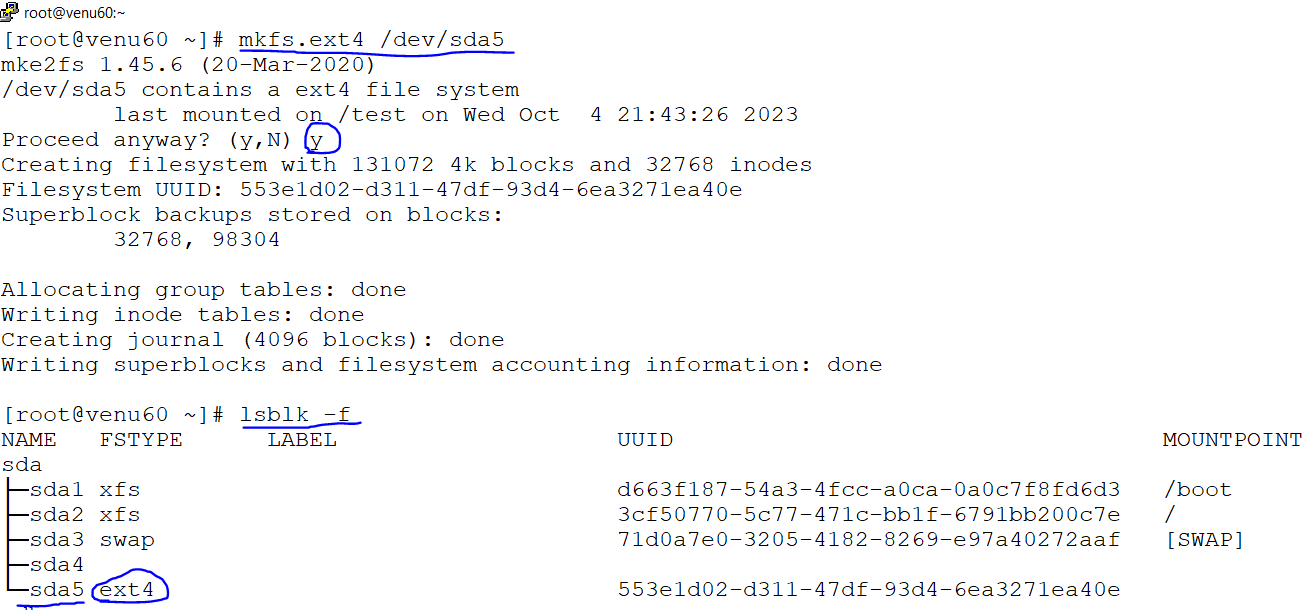 root@venu60:~
[root@venu60 ~]# mkfs.ext4 /dev/sda5
mke2fs 1.45.6 (20-Mar-2020)
/dev/sda5 contains a ext4 file system
        last mounted on /test on Wed Oct  4 21:43:26 2023
Proceed anyway? (y,N) y
Creating filesystem with 131072 4k blocks and 32768 inodes
Filesystem UUID: 553e1d02-d311-47df-93d4-6ea3271ea40e
Superblock backups stored on blocks:
        32768, 98304
Allocating group tables: done
Writing inode tables: done
Creating journal (4096 blocks): done
Writing superblocks and filesystem accounting information: done
[root@venu60 ~]# lsblk -f
NAME   FSTYPE      LABEL                    UUID                                   MOUNTPOINT
sda
├─sda1 xfs                                  d663f187-54a3-4fcc-a0ca-0a0c7f8fd6d3   /boot
├─sda2 xfs                                  3cf50770-5c77-471c-bb1f-6791bb200c7e   /
├─sda3 swap                                 71d0a7e0-3205-4182-8269-e97a40272aaf   [SWAP]
├─sda4
└─sda5 ext4                                 553e1d02-d311-47df-93d4-6ea3271ea40e